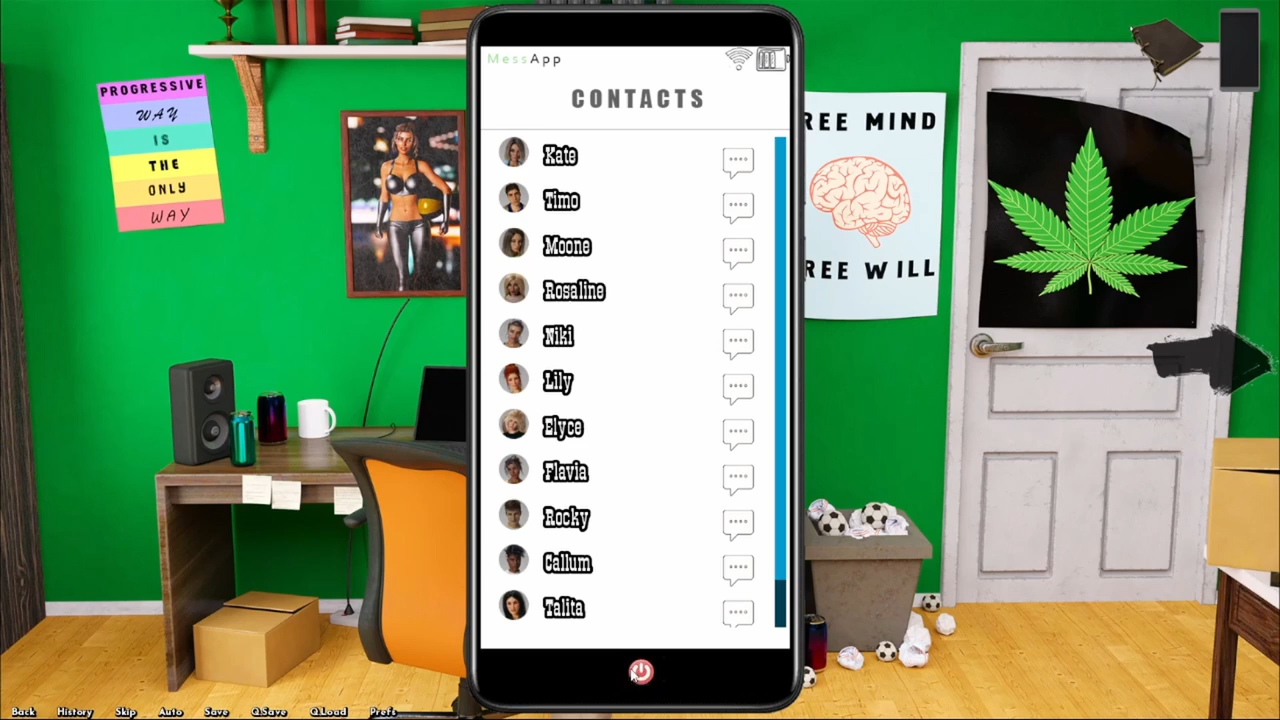 MessApp
CONTACTS
Kate
Timo
Moone
Rosaline
Niki
Lily
Elyce
Flavia
Rocky
Callum
Talita
PROGRESSIVE
WAY
IS
THE
ONLY
WAY
REE MIND
REE WILL
Back History Skip Auto Save Q.Save Q.Load Prefs